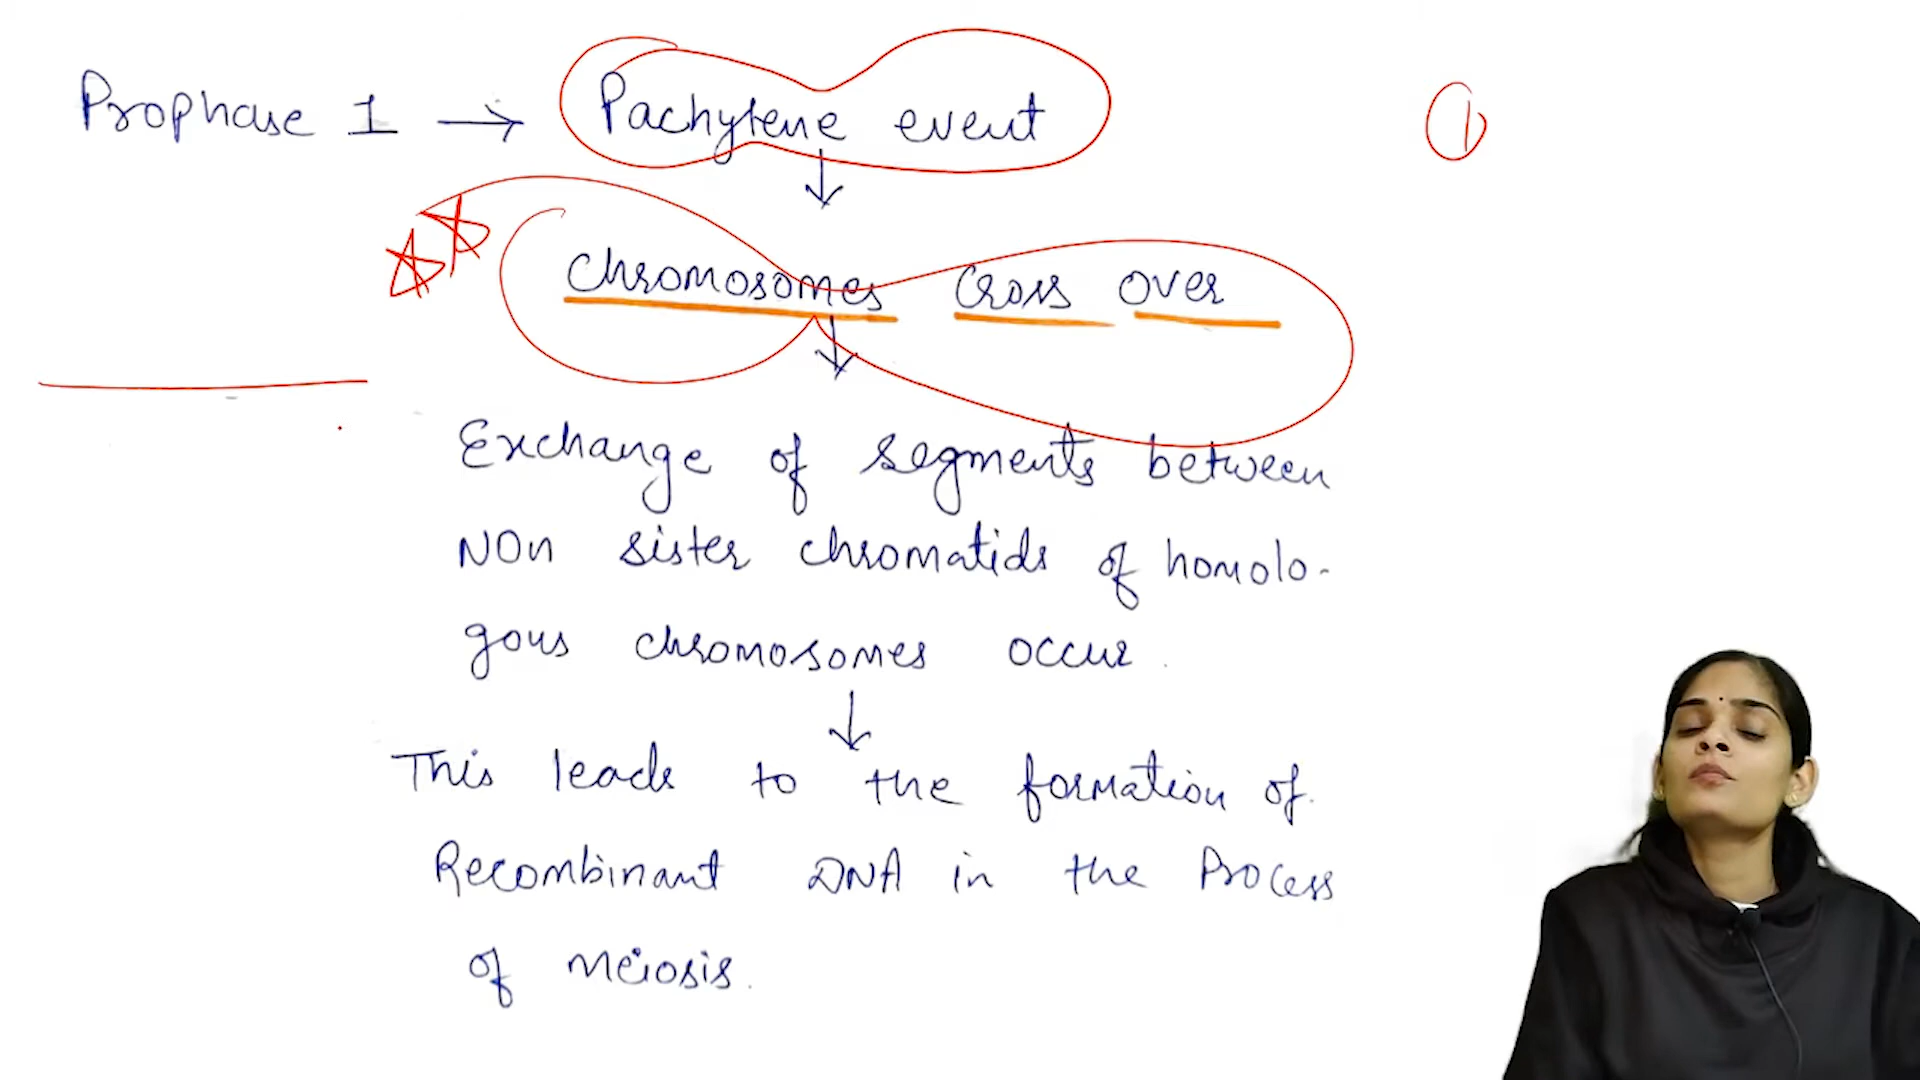 Prophase 1 → Pachytene event
①
↓
Chromosomes Cross over
↓
Exchange of segments between
NOn sister chromatids of homolo-
gous chromosomes occur.
↓
This leads to the formation of
Recombinant DNA in the Process
of meiosis.